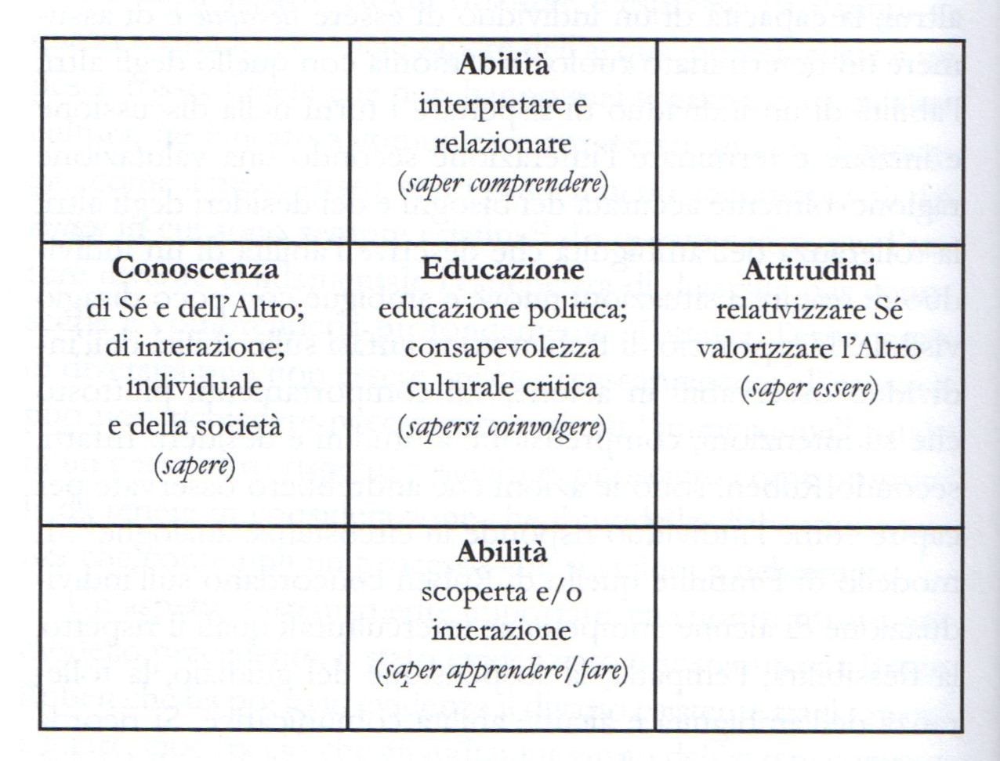 Abilità
interpretare e
relazionare
(saper comprendere)
Conoscenza
di Sé e dell'Altro;
di interazione;
individuale
e della società
(sapere)
Educazione
educazione politica;
consapevolezza
culturale critica
(sapersi coinvolgere)
Attitudini
relativizzare Sé
valorizzare l'Altro
(saper essere)
Abilità
scoperta e/o
interazione
(saper apprendere/fare)